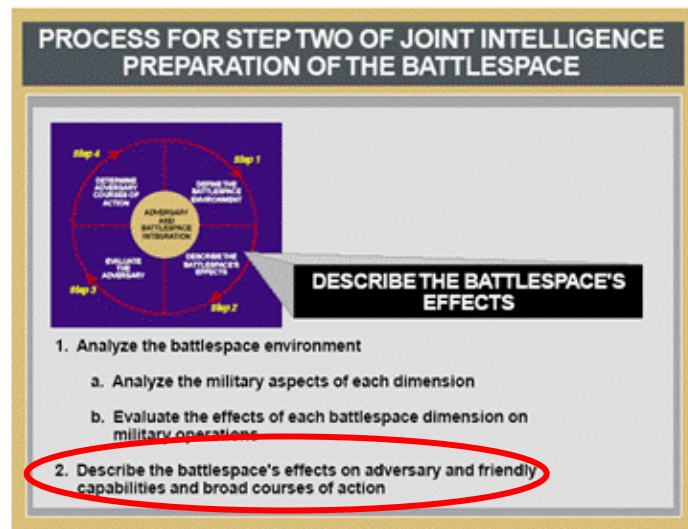 PROCESS FOR STEP TWO OF JOINT INTELLIGENCE
PREPARATION OF THE BATTLESPACE
Step 4
Step 1
DETERMINE
ADVERSARY
COURSES OF
ACTION
DEFINE THE
BATTLESPACE
ENVIRONMENT
ADVERSARY
AND
BATTLESPACE
INTEGRATION
EVALUATE
THE
ADVERSARY
DESCRIBE THE
BATTLESPACE'S
EFFECTS
Step 3
Step 2
DESCRIBE THE BATTLESPACE'S
EFFECTS
1. Analyze the battlespace environment
a. Analyze the military aspects of each dimension
b. Evaluate the effects of each battlespace dimension on
military operations
2. Describe the battlespace's effects on adversary and friendly
capabilities and broad courses of action